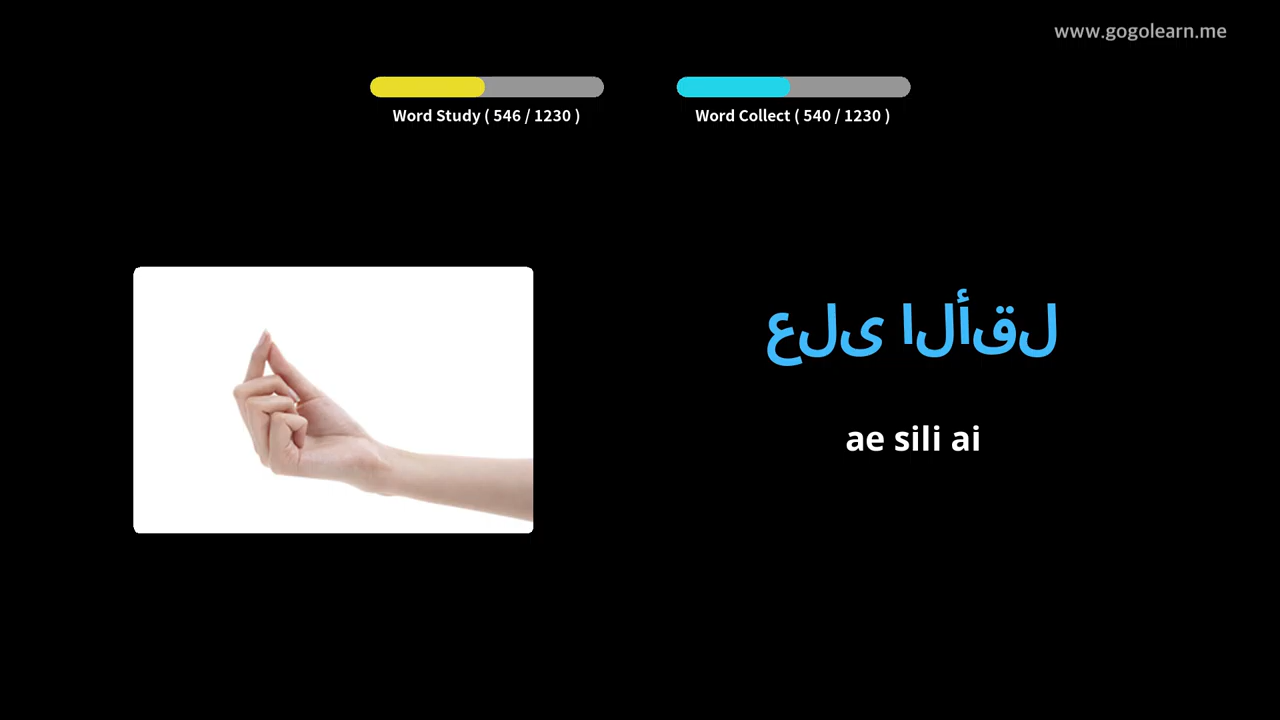 www.gogolearn.me
Word Study ( 546 / 1230 )
Word Collect ( 540 / 1230 )
على الأقل
ae sili ai